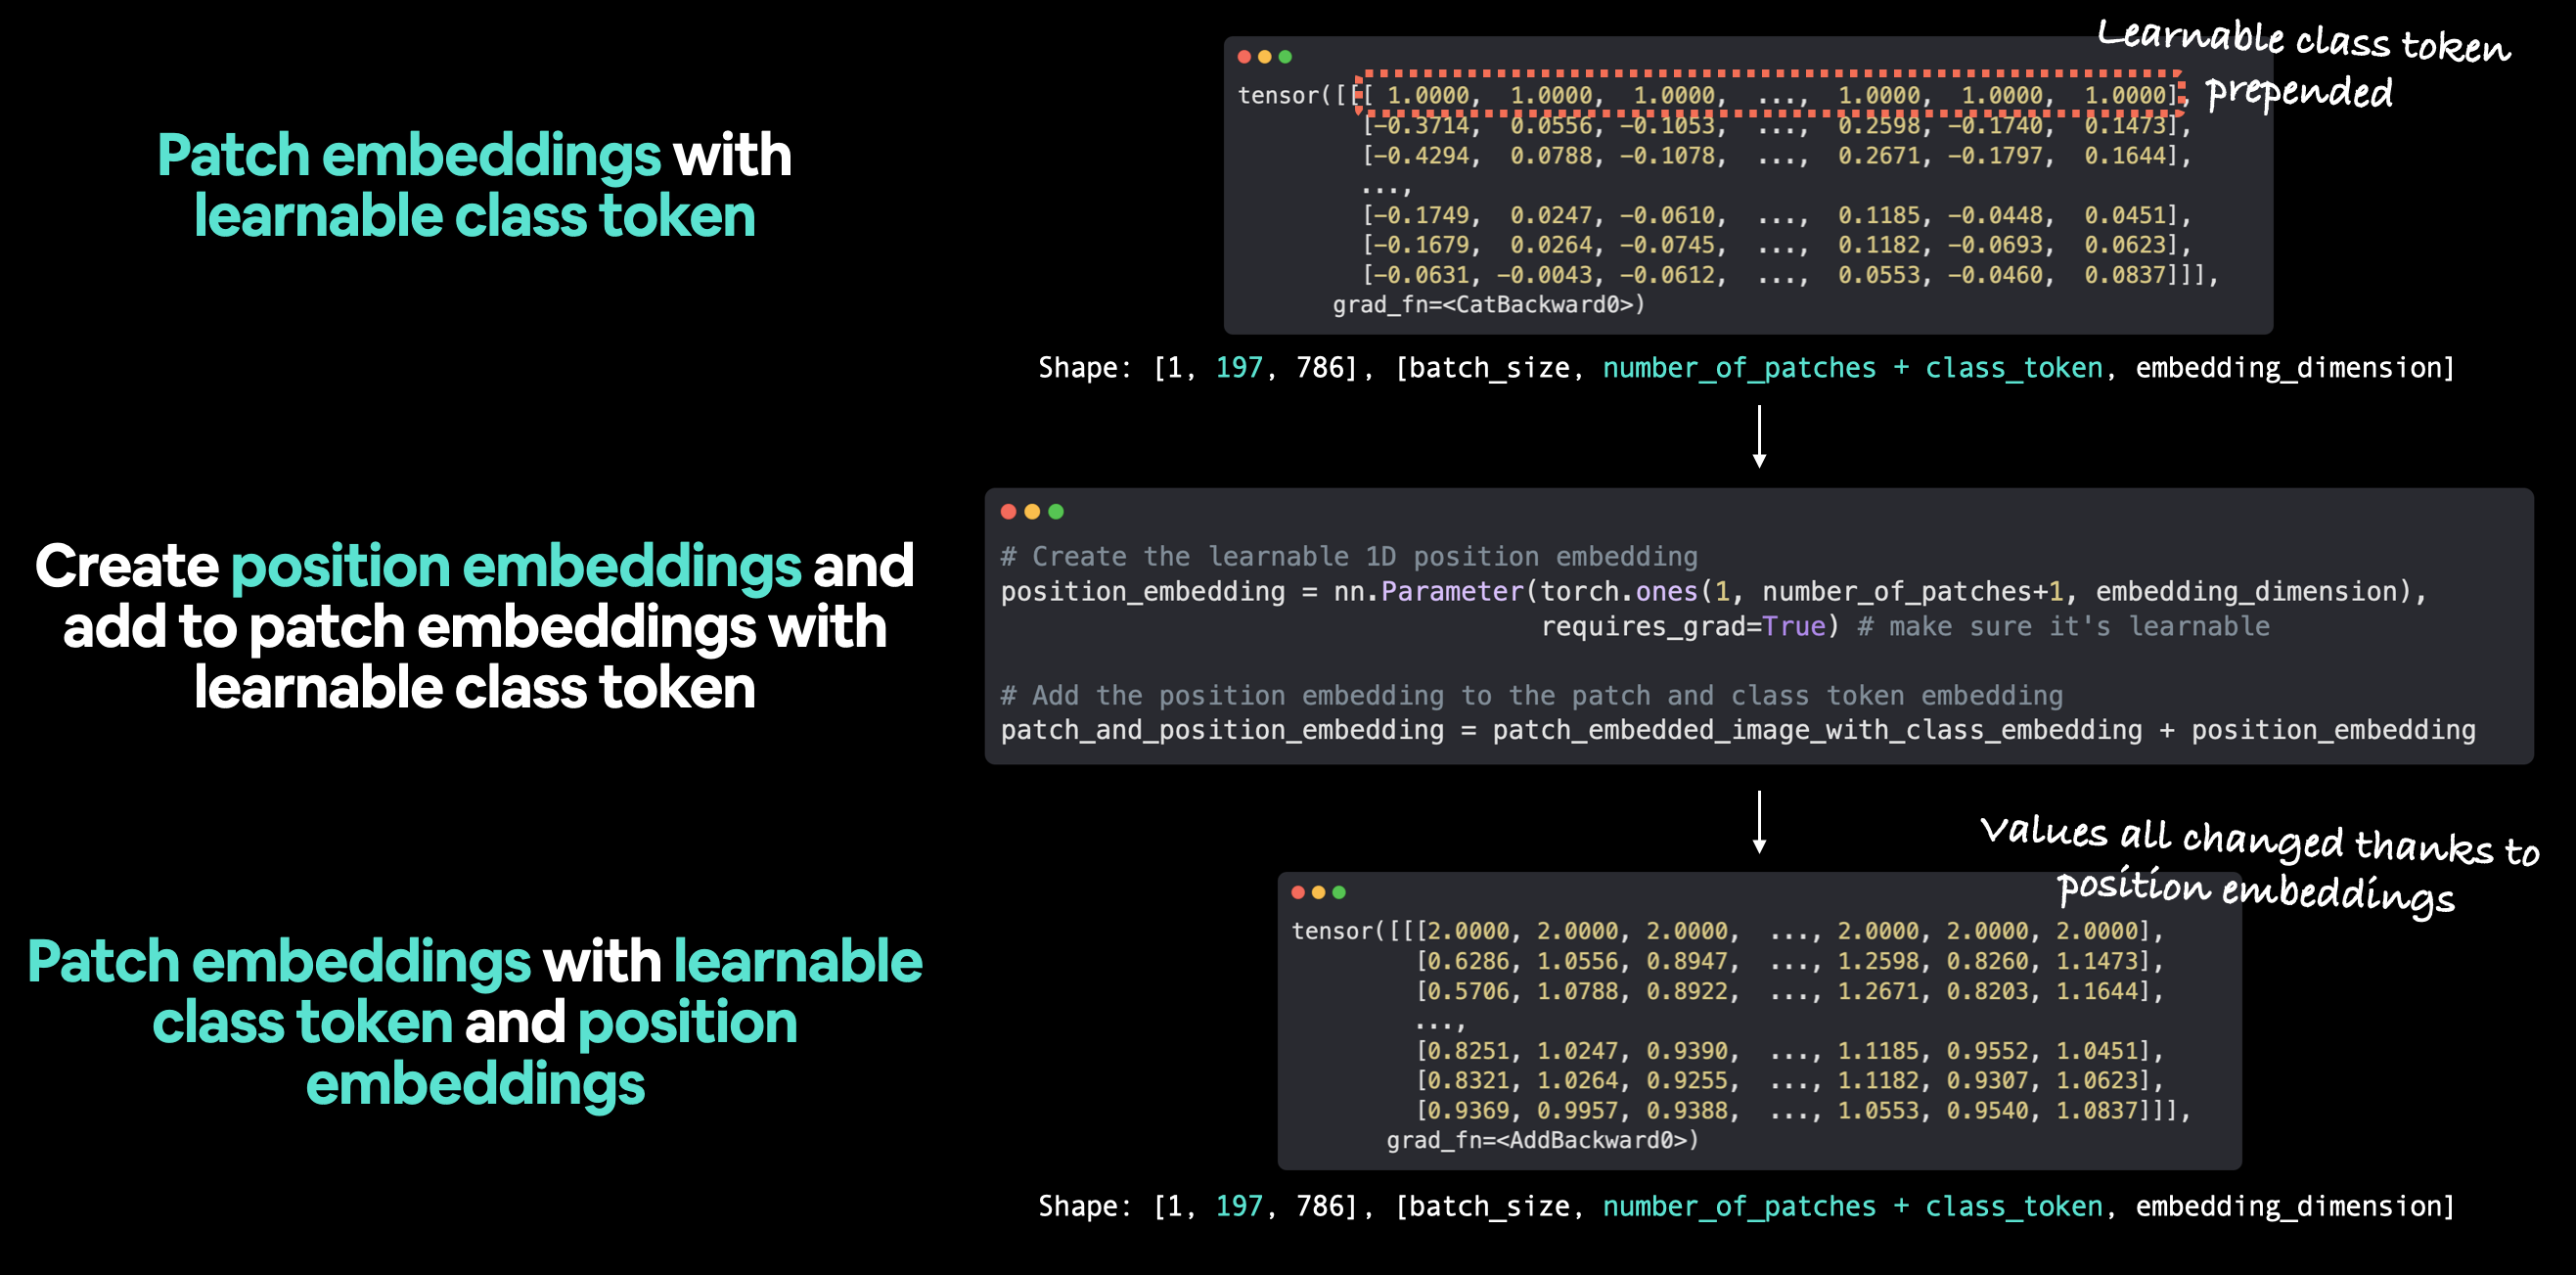 Patch embeddings with
learnable class token
Learnable class token
prepended
tensor([[[ 1.0000,  1.0000,  1.0000,  ...,  1.0000,  1.0000,  1.0000],
[-0.3714,  0.0556, -0.1053,  ...,  0.2598, -0.1740,  0.1473],
[-0.4294,  0.0788, -0.1078,  ...,  0.2671, -0.1797,  0.1644],
...,
[-0.1749,  0.0247, -0.0610,  ...,  0.1185, -0.0448,  0.0451],
[-0.1679,  0.0264, -0.0745,  ...,  0.1182, -0.0693,  0.0623],
[-0.0631, -0.0043, -0.0612,  ...,  0.0553, -0.0460,  0.0837]]],
grad_fn=<CatBackward0>)
Shape: [1, 197, 786], [batch_size, number_of_patches + class_token, embedding_dimension]
Create position embeddings and
add to patch embeddings with
learnable class token
# Create the learnable 1D position embedding
position_embedding = nn.Parameter(torch.ones(1, number_of_patches+1, embedding_dimension),
requires_grad=True) # make sure it's learnable
# Add the position embedding to the patch and class token embedding
patch_and_position_embedding = patch_embedded_image_with_class_embedding + position_embedding
Patch embeddings with learnable
class token and position
embeddings
Values all changed thanks to
position embeddings
tensor([[[2.0000, 2.0000, 2.0000,  ..., 2.0000, 2.0000, 2.0000],
[0.6286, 1.0556, 0.8947,  ..., 1.2598, 0.8260, 1.1473],
[0.5706, 1.0788, 0.8922,  ..., 1.2671, 0.8203, 1.1644],
...,
[0.8251, 1.0247, 0.9390,  ..., 1.1185, 0.9552, 1.0451],
[0.8321, 1.0264, 0.9255,  ..., 1.1182, 0.9307, 1.0623],
[0.9369, 0.9957, 0.9388,  ..., 1.0553, 0.9540, 1.0837]]],
grad_fn=<AddBackward0>)
Shape: [1, 197, 786], [batch_size, number_of_patches + class_token, embedding_dimension]